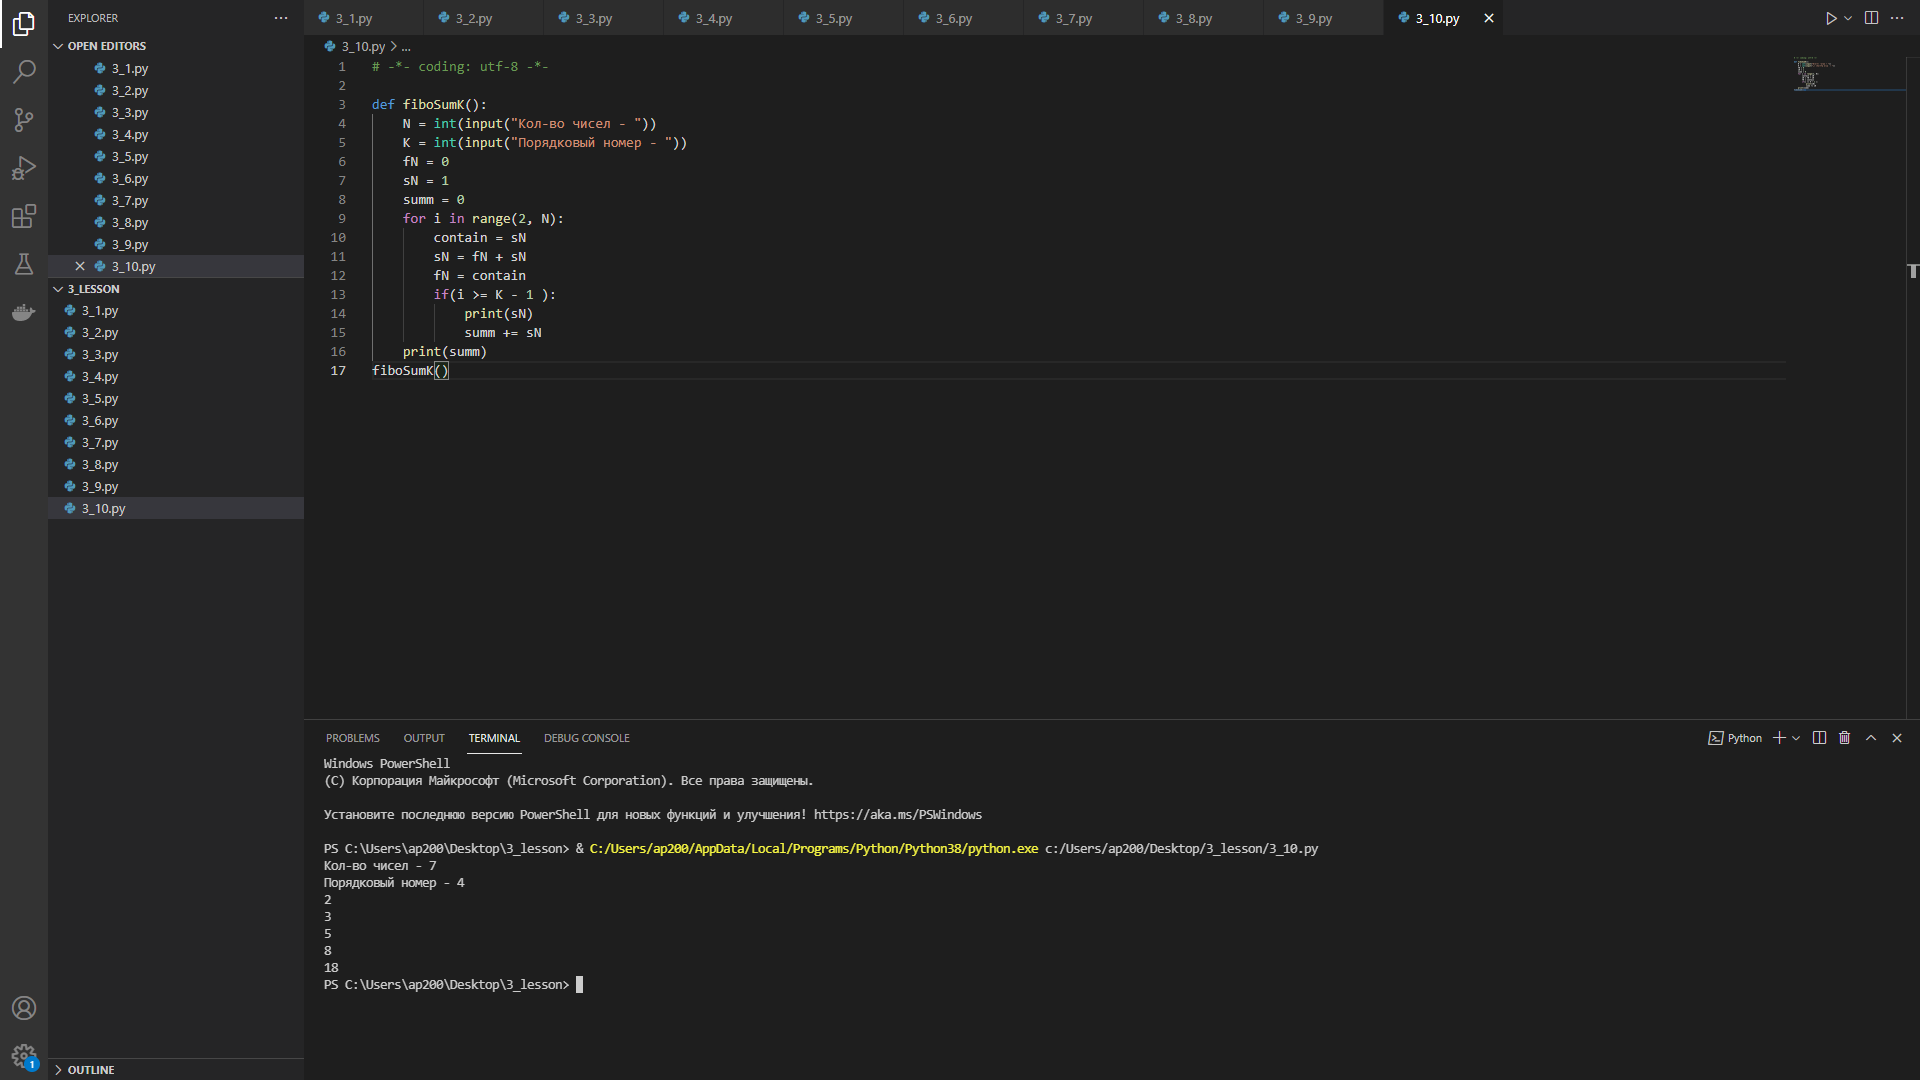 EXPLORER
OPEN EDITORS
3_1.py
3_2.py
3_3.py
3_4.py
3_5.py
3_6.py
3_7.py
3_8.py
3_9.py
3_10.py
3_LESSON
3_1.py
3_2.py
3_3.py
3_4.py
3_5.py
3_6.py
3_7.py
3_8.py
3_9.py
3_10.py
OUTLINE
1
3_1.py 3_2.py 3_3.py 3_4.py 3_5.py 3_6.py 3_7.py 3_8.py 3_9.py 3_10.py
3_10.py > ...
1 # -*- coding: utf-8 -*-
2
3 def fiboSumK():
4     N = int(input("Кол-во чисел - "))
5     K = int(input("Порядковый номер - "))
6     fN = 0
7     sN = 1
8     summ = 0
9     for i in range(2, N):
10         contain = sN
11         sN = fN + sN
12         fN = contain
13         if(i >= K - 1 ):
14             print(sN)
15             summ += sN
16     print(summ)
17 fiboSumK()
PROBLEMS OUTPUT TERMINAL DEBUG CONSOLE
Python
Windows PowerShell
(C) Корпорация Майкрософт (Microsoft Corporation). Все права защищены.
Установите последнюю версию PowerShell для новых функций и улучшения! https://aka.ms/PSWindows
PS C:\Users\ap200\Desktop\3_lesson> & C:/Users/ap200/AppData/Local/Programs/Python/Python38/python.exe c:/Users/ap200/Desktop/3_lesson/3_10.py
Кол-во чисел - 7
Порядковый номер - 4
2
3
5
8
18
PS C:\Users\ap200\Desktop\3_lesson>